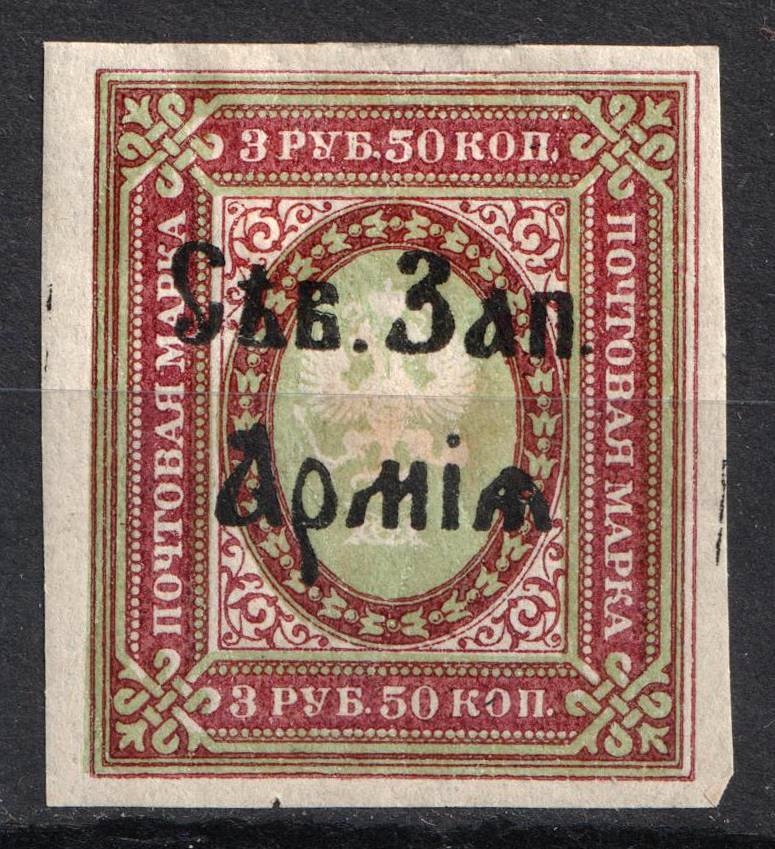 3 РУБ. 50 КОП.
ПОЧТОВАЯ МАРКА
ПОЧТОВАЯ МАРКА
Сѣв. Зап.
Армія
3 РУБ. 50 КОП.